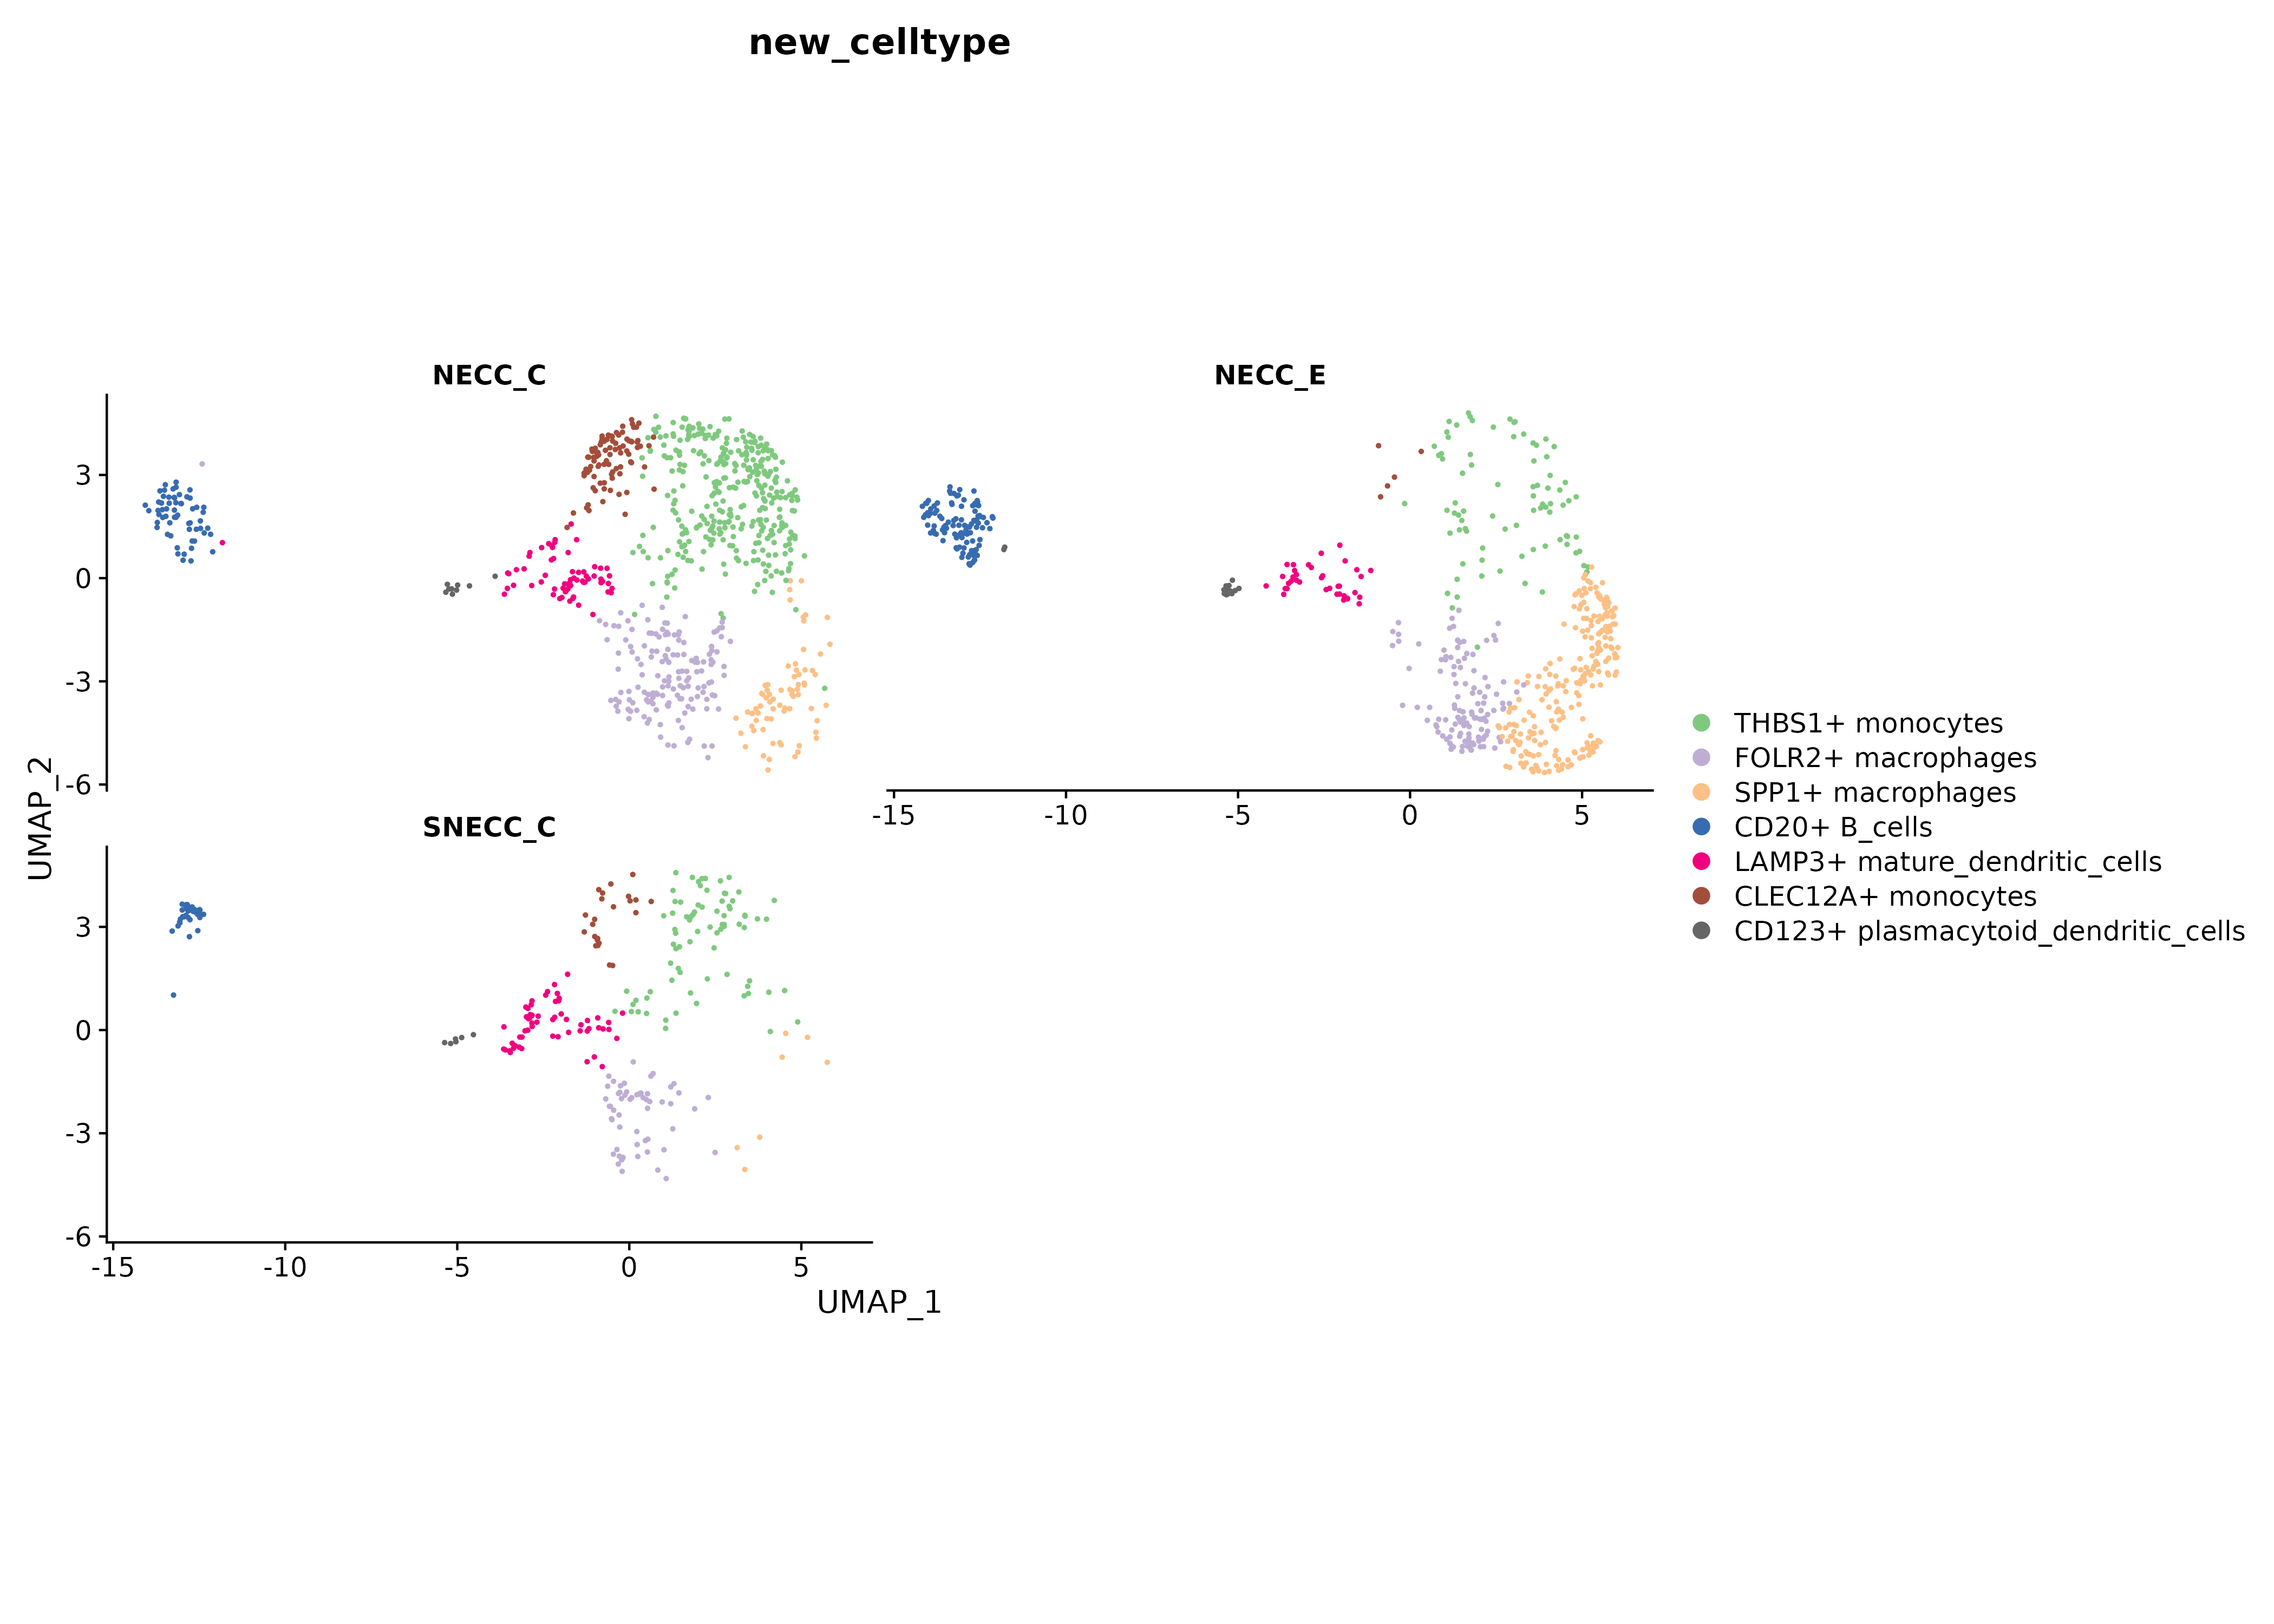 new_celltype
NECC_C
NECC_E
3
0
-3
-6
-15 -10 -5 0 5
SNECC_C
3
0
-3
-6
-15 -10 -5 0 5
UMAP_2
UMAP_1
THBS1+ monocytes
FOLR2+ macrophages
SPP1+ macrophages
CD20+ B_cells
LAMP3+ mature_dendritic_cells
CLEC12A+ monocytes
CD123+ plasmacytoid_dendritic_cells